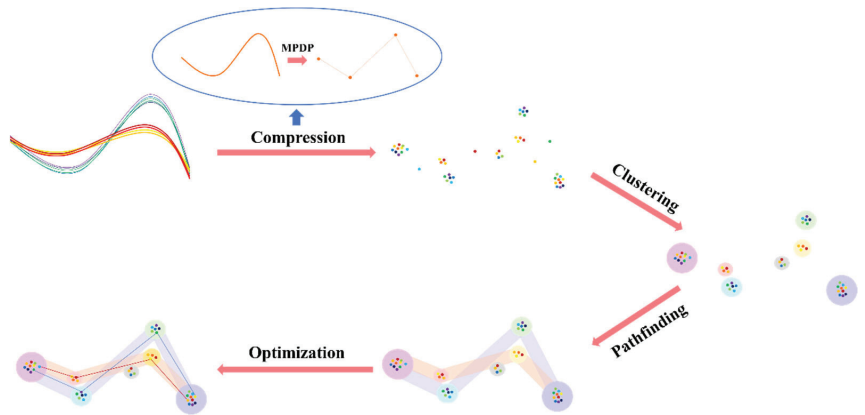 MPDP
Compression
Clustering
Pathfinding
Optimization